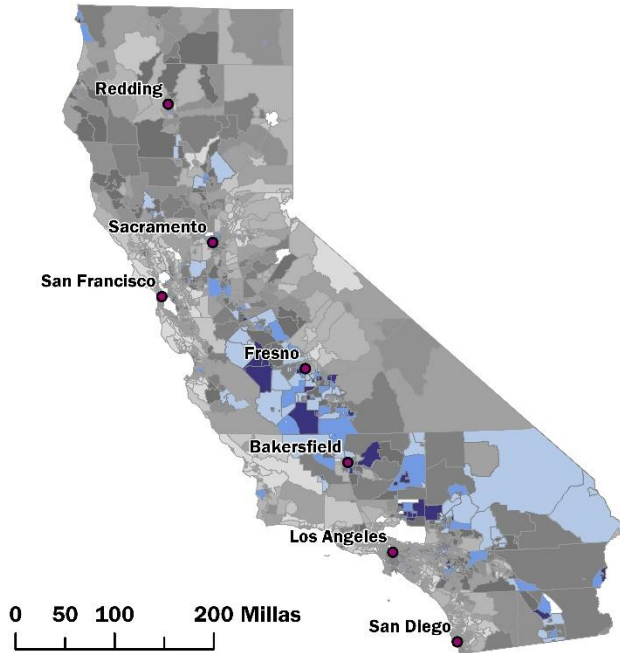 Redding
Sacramento
San Francisco
Fresno
Bakersfield
Los Angeles
0 50 100 200 Millas
San Diego